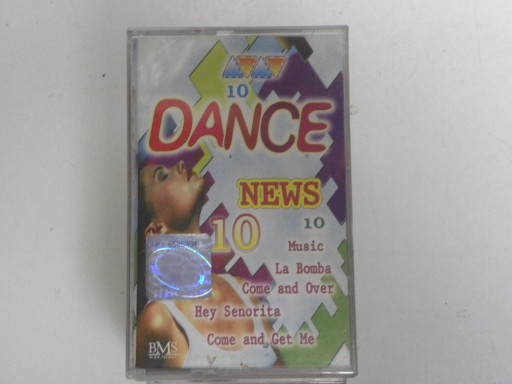 10
DANCE
NEWS
10
10
Music
La Bomba
Come and Over
Hey Senorita
Come and Get Me
BMS